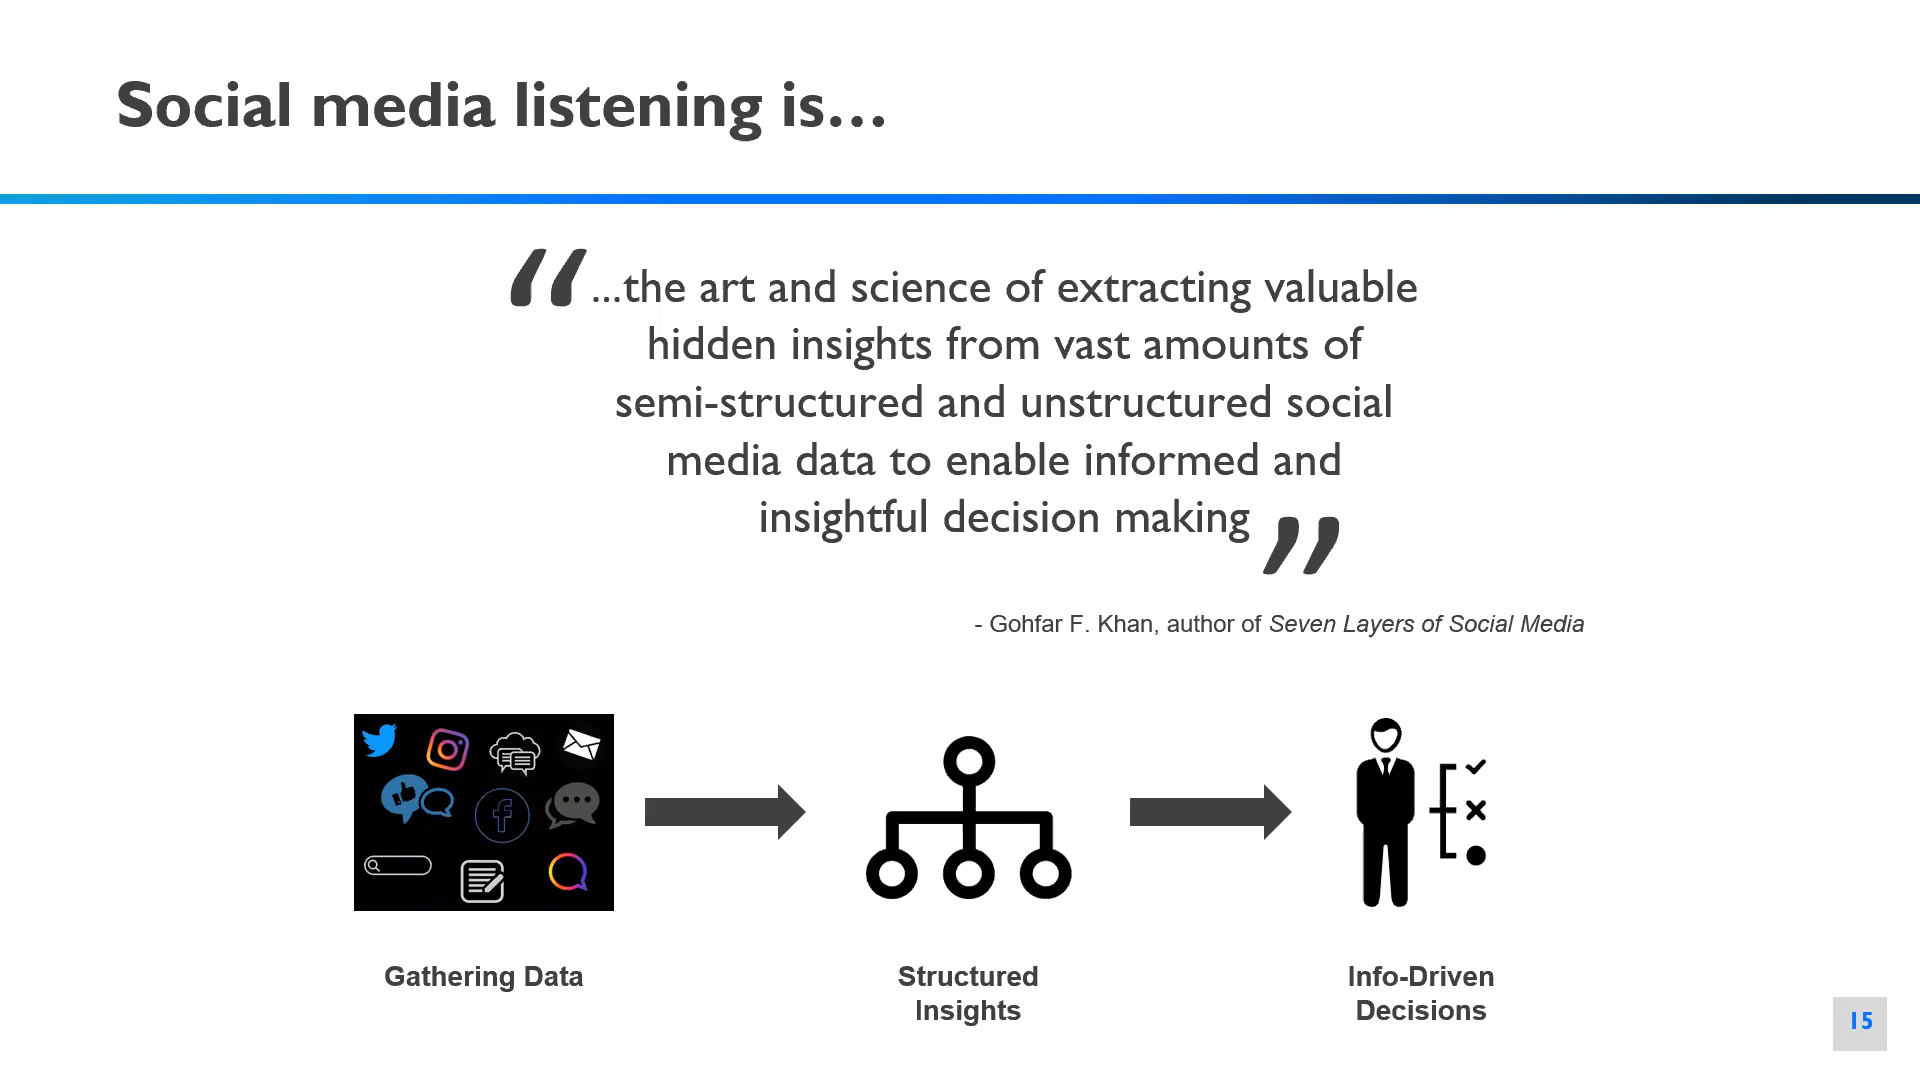 Social media listening is...
“...the art and science of extracting valuable
hidden insights from vast amounts of
semi-structured and unstructured social
media data to enable informed and
insightful decision making”
- Gohfar F. Khan, author of Seven Layers of Social Media
Gathering Data
Structured
Insights
Info-Driven
Decisions
15